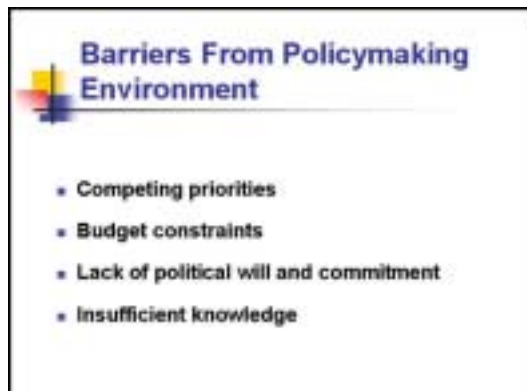 Barriers From Policymaking
Environment
Competing priorities
Budget constraints
Lack of political will and commitment
Insufficient knowledge